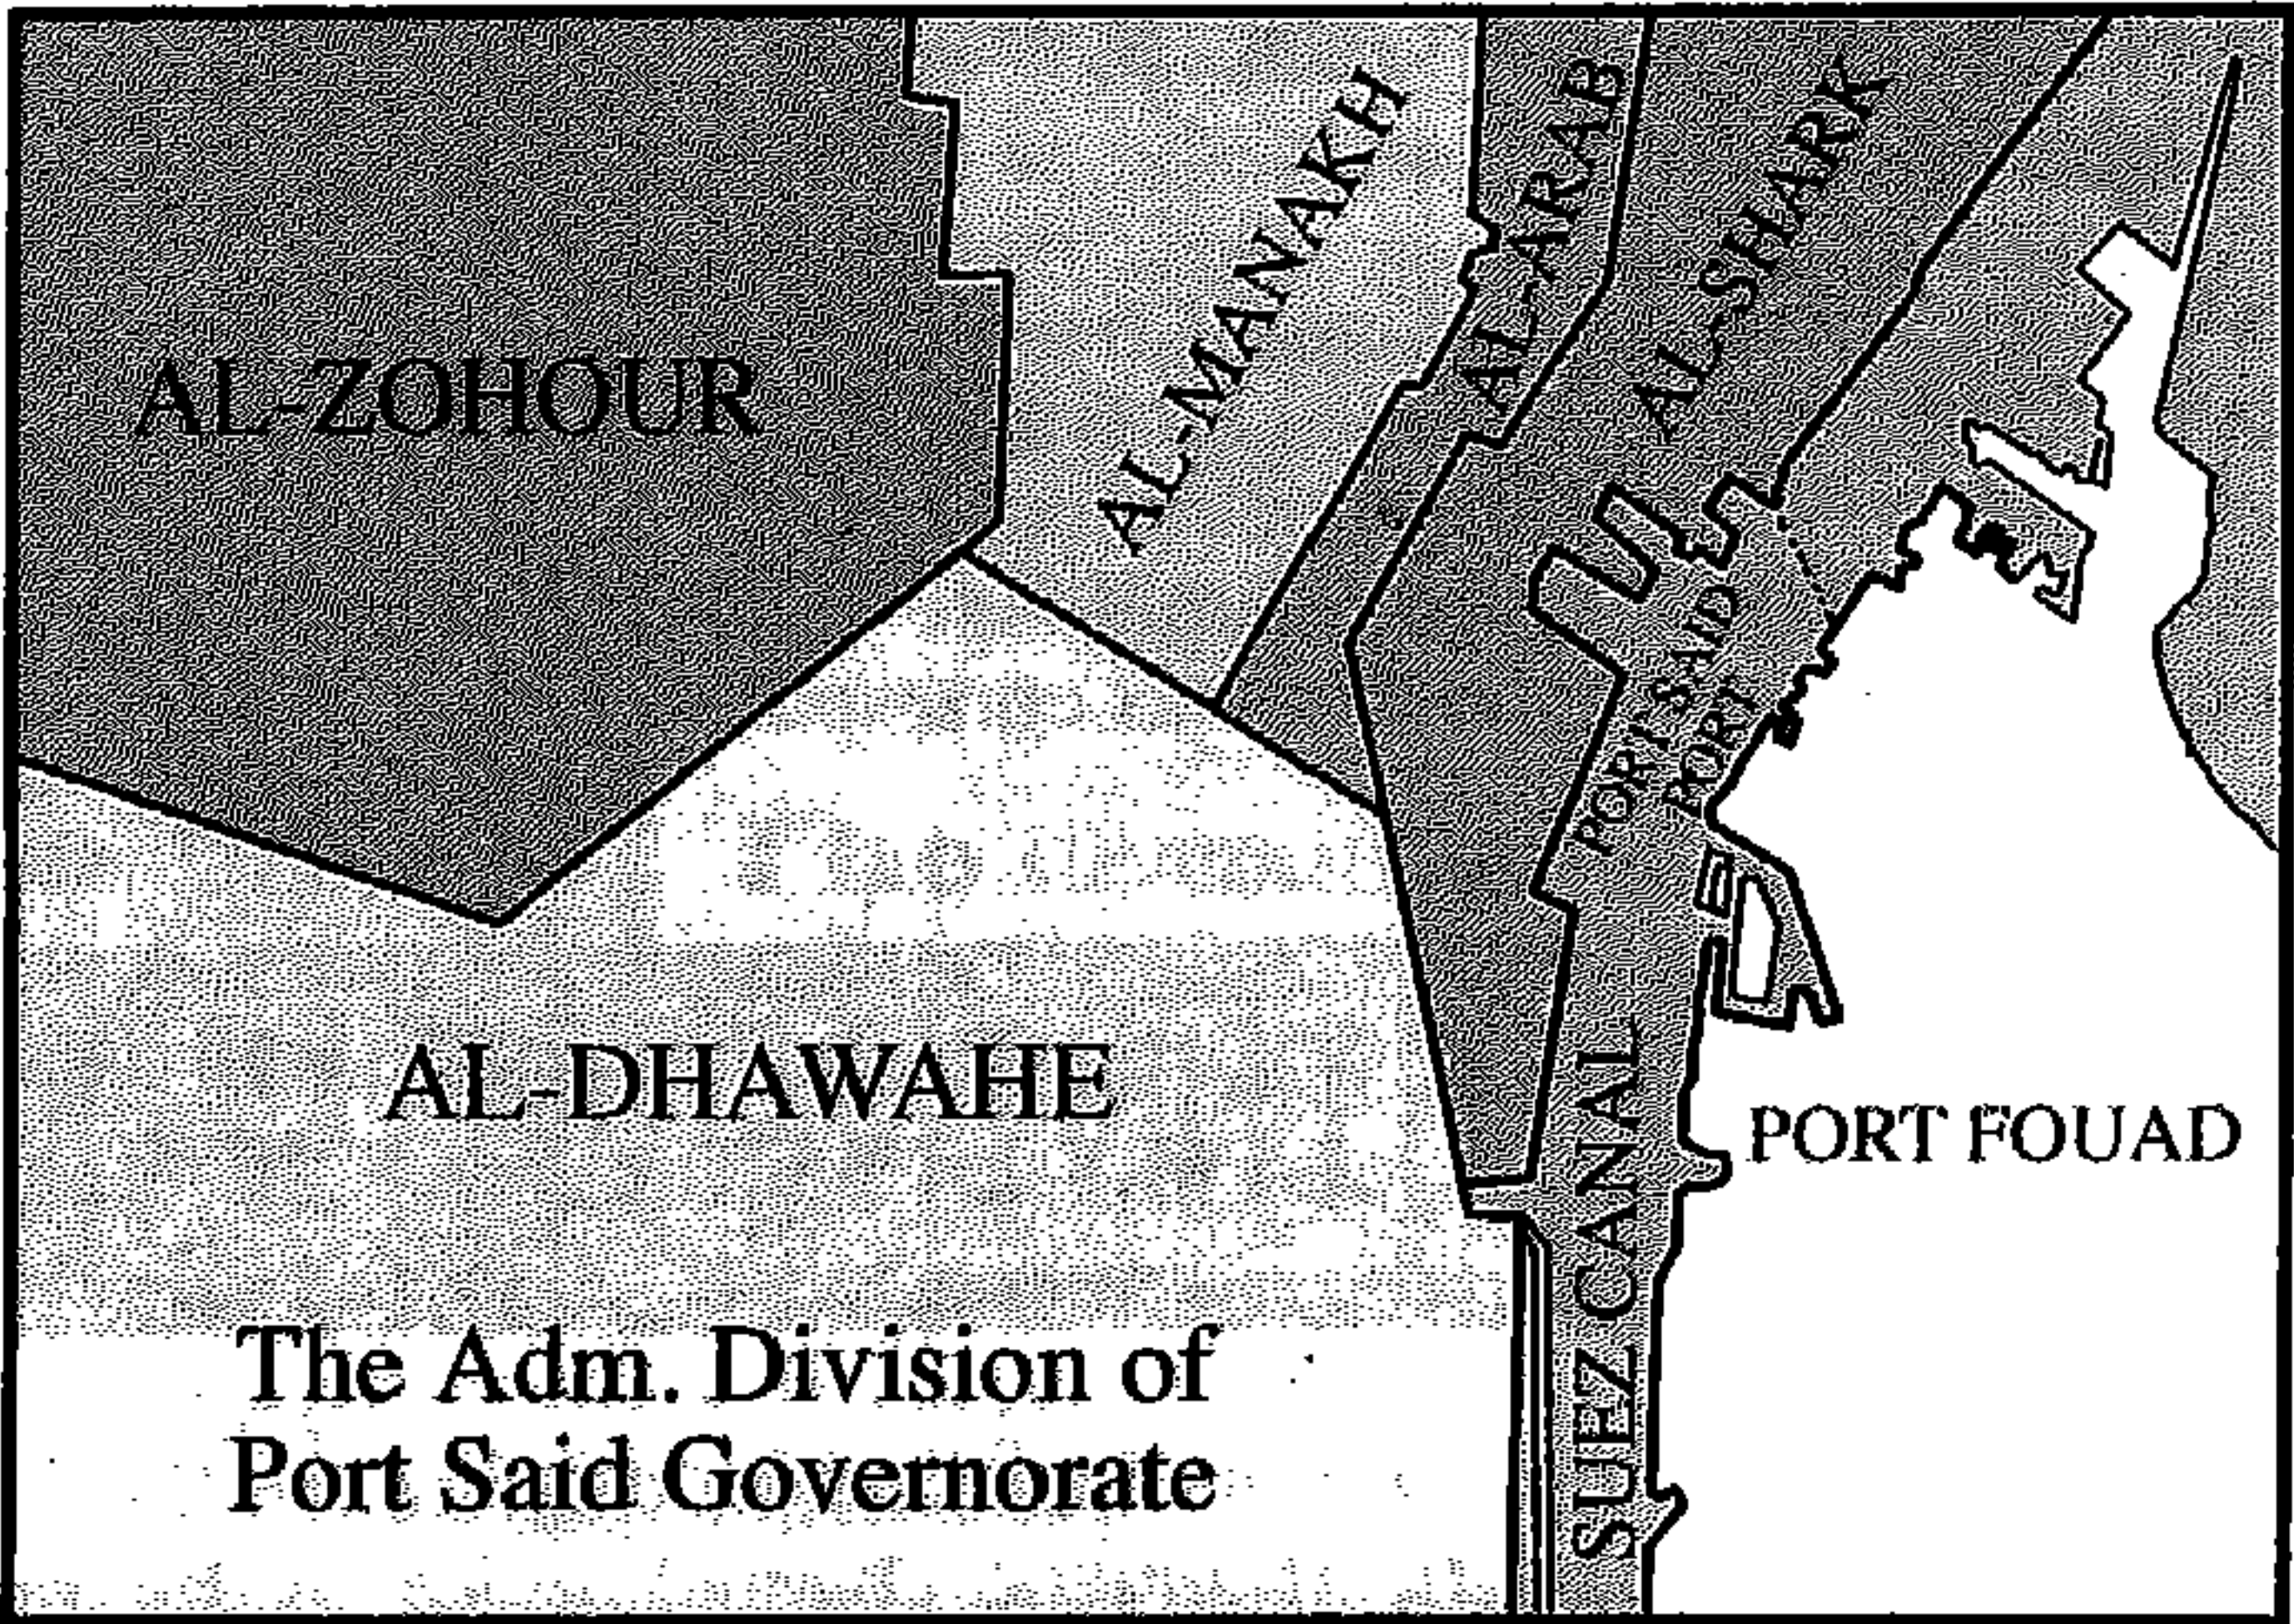 AL-ZOHOUR
AL-MANAKH
AL-ARAB
AL-SHARK
PORT SAID
PORT
AL-DHAWAHE
SUEZ CANAL
PORT FOUAD
The Adm. Division of
Port Said Governorate